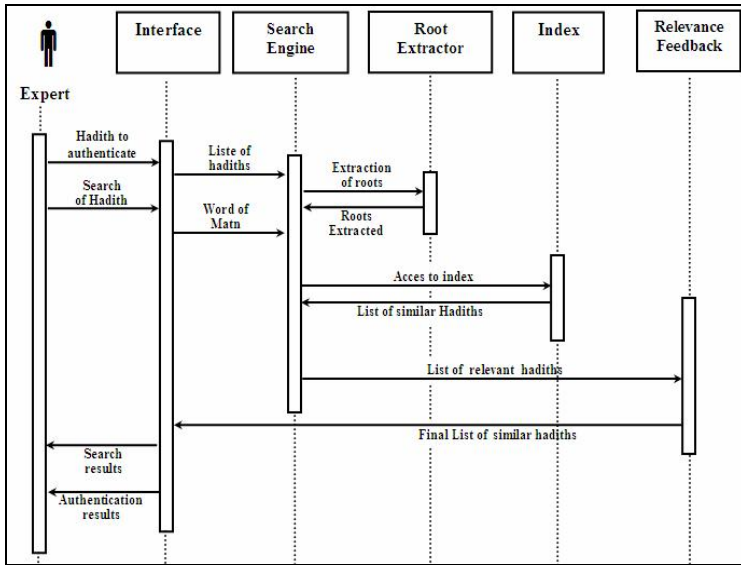 Interface
Search
Engine
Root
Extractor
Index
Relevance
Feedback
Expert
Hadith to
authenticate
Liste of
hadiths
Extraction
of roots
Search
of Hadith
Word of
Matn
Roots
Extracted
Acces to index
List of similar Hadiths
List of relevant hadiths
Final List of similar hadiths
Search
results
Authentication
results